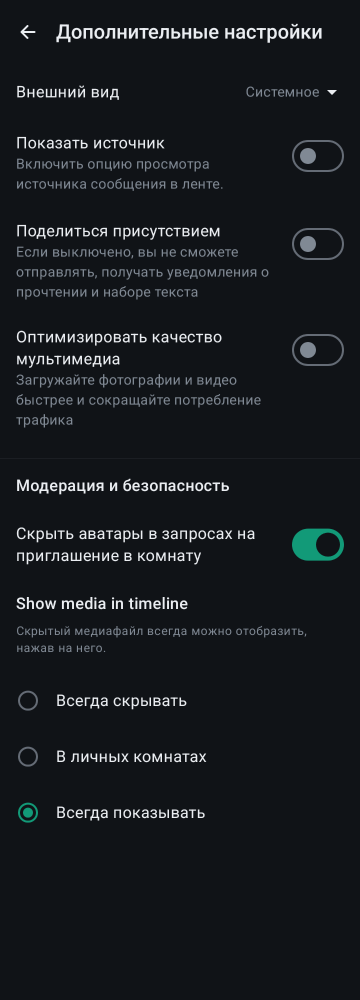 Дополнительные настройки
Внешний вид
Системное
Показать источник
Включить опцию просмотра
источника сообщения в ленте.
Поделиться присутствием
Если выключено, вы не сможете
отправлять, получать уведомления о
прочтении и наборе текста
Оптимизировать качество
мультимедиа
Загружайте фотографии и видео
быстрее и сокращайте потребление
трафика
Модерация и безопасность
Скрыть аватары в запросах на
приглашение в комнату
Show media in timeline
Скрытый медиафайл всегда можно отобразить,
нажав на него.
Всегда скрывать
В личных комнатах
Всегда показывать